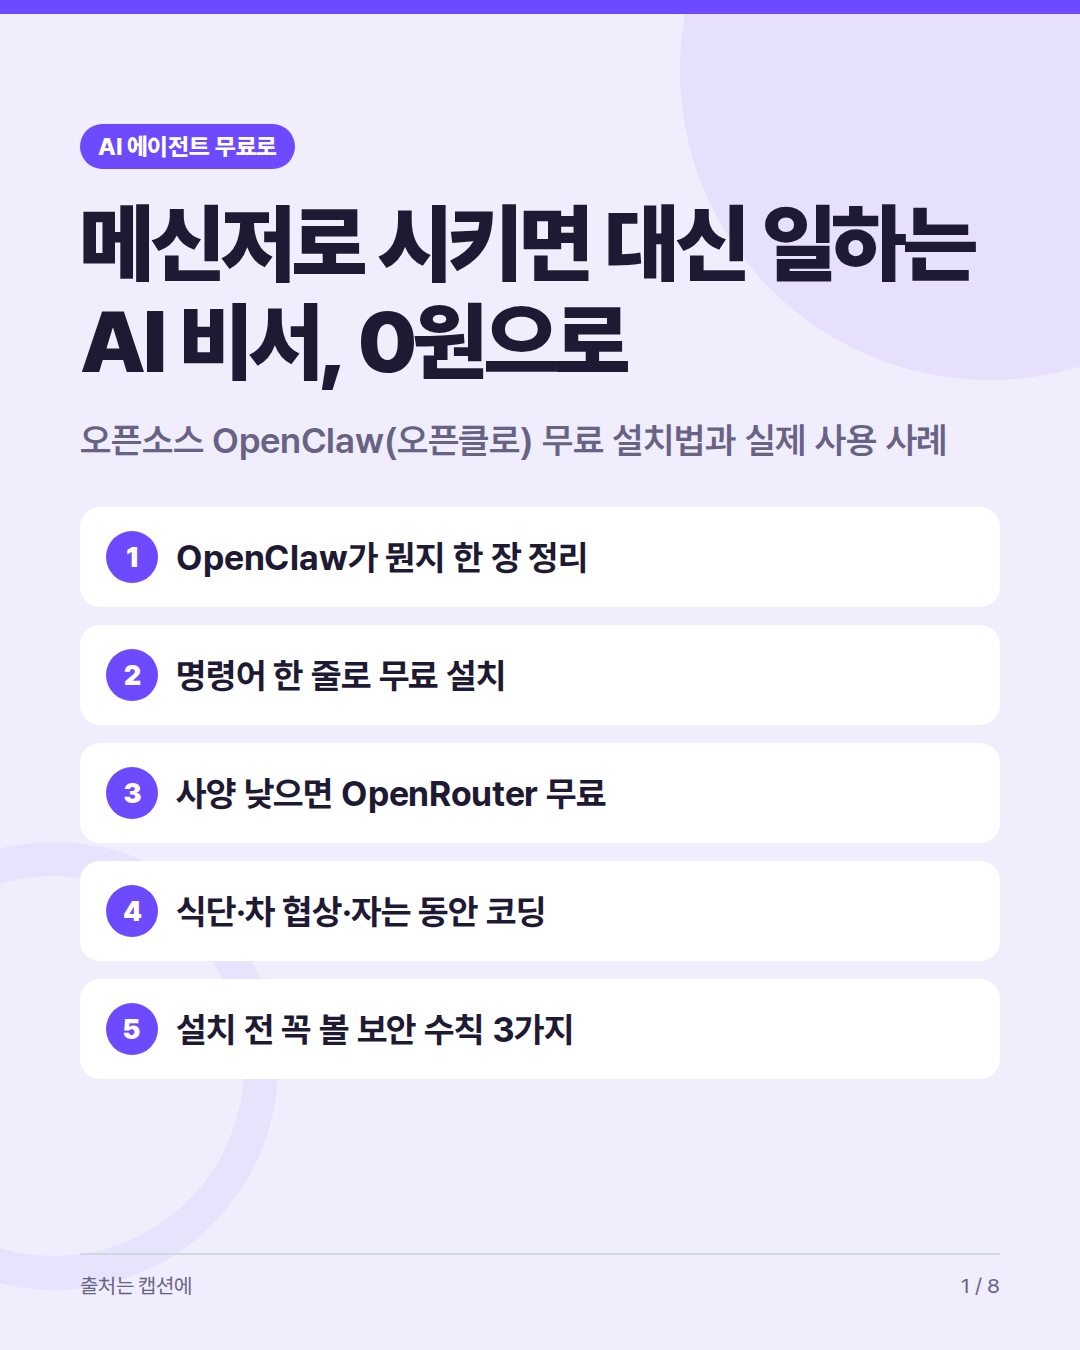 AI 에이전트 무료로
메신저로 시키면 대신 일하는
AI 비서, 0원으로
오픈소스 OpenClaw(오픈클로) 무료 설치법과 실제 사용 사례
1 OpenClaw가 뭔지 한 장 정리
2 명령어 한 줄로 무료 설치
3 사양 낮으면 OpenRouter 무료
4 식단·차 협상·자는 동안 코딩
5 설치 전 꼭 볼 보안 수칙 3가지
출처는 캡션에
1 / 8